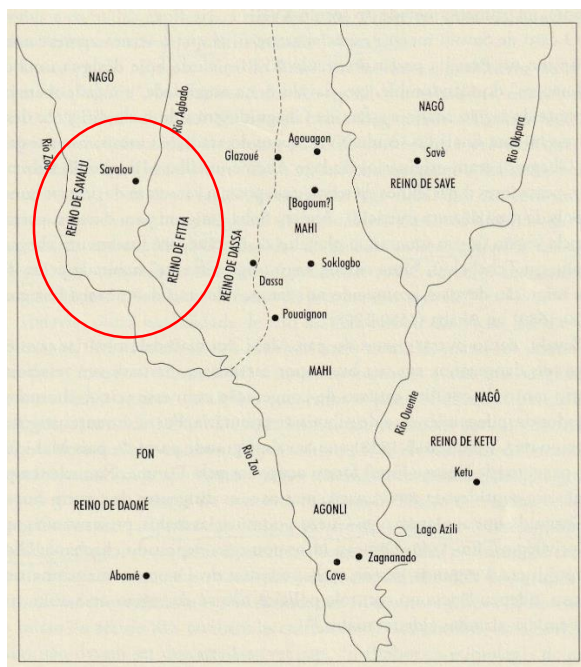 NAGÔ
Rio Zou
Rio Agbado
NAGÔ
Rio Okpara
Agouagon
Glazoué
Savè
REINO DE SAVE
Savalou
[Bogoum?]
REINO DE SAVALU
REINO DE FITTA
REINO DE DASSA
MAHI
Soklogbo
Dassa
Pouaignon
MAHI
NAGÔ
Rio Ouente
REINO DE KETU
FON
Rio Zou
Ketu
REINO DE DAOMÉ
AGONLI
Lago Azili
Zagnanado
Cove
Abomé